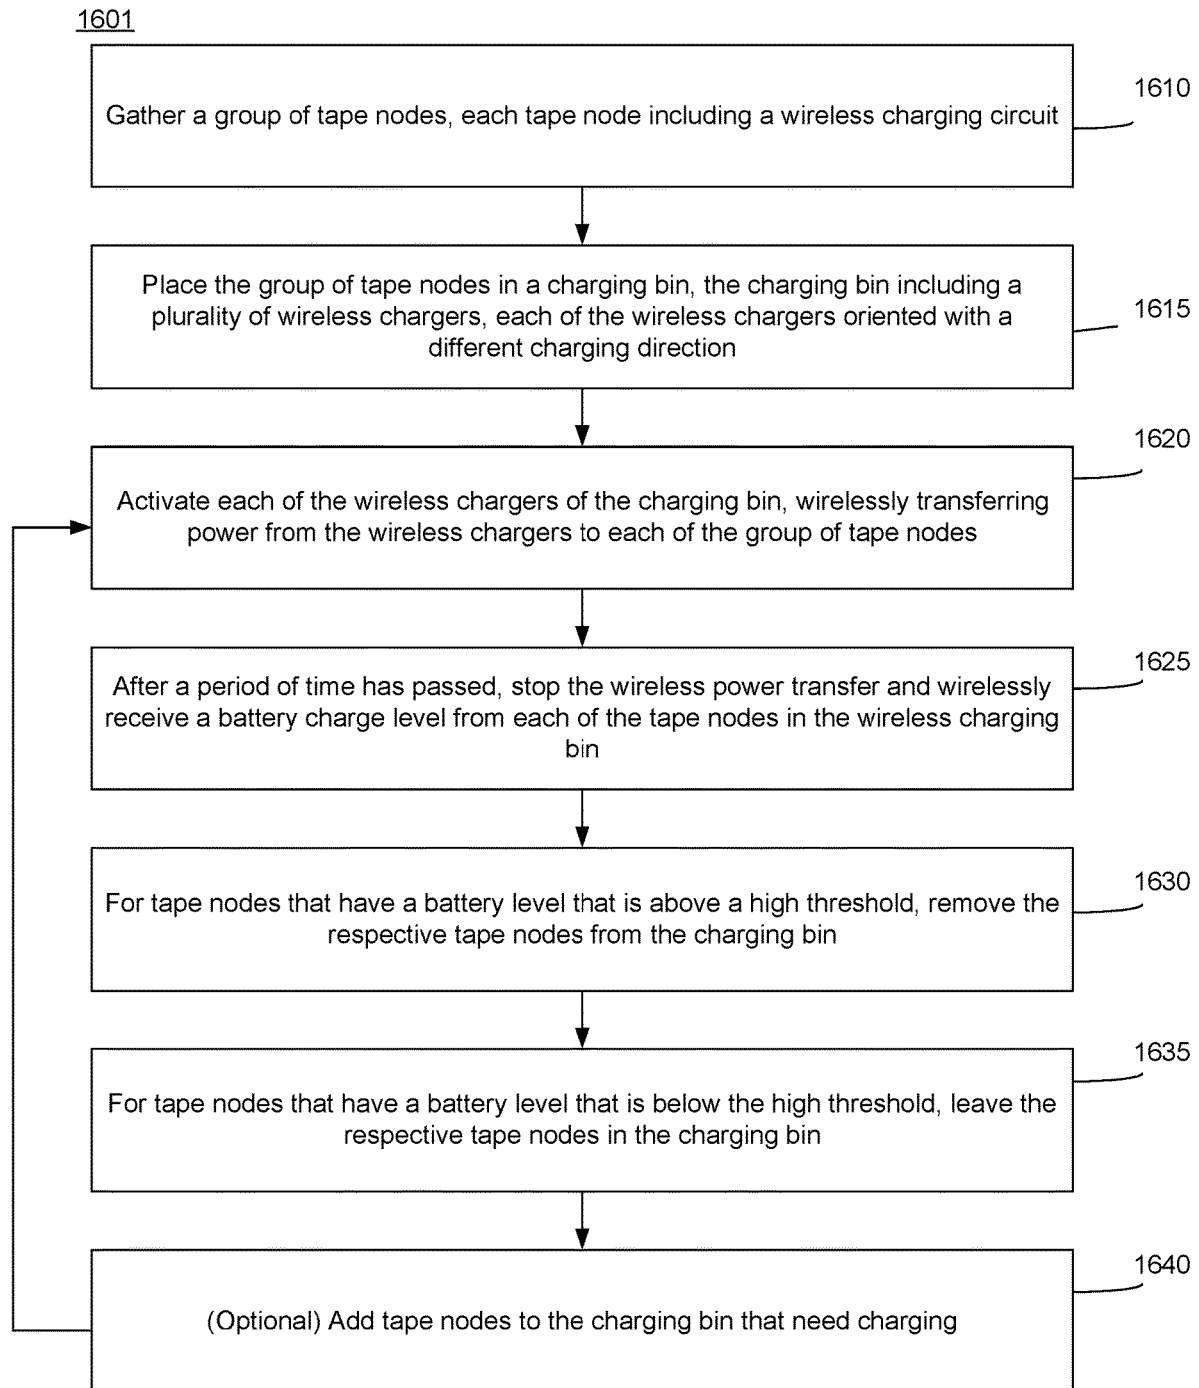 1601
Gather a group of tape nodes, each tape node including a wireless charging circuit
1610
Place the group of tape nodes in a charging bin, the charging bin including a
plurality of wireless chargers, each of the wireless chargers oriented with a
different charging direction
1615
Activate each of the wireless chargers of the charging bin, wirelessly transferring
power from the wireless chargers to each of the group of tape nodes
1620
After a period of time has passed, stop the wireless power transfer and wirelessly
receive a battery charge level from each of the tape nodes in the wireless charging
bin
1625
For tape nodes that have a battery level that is above a high threshold, remove the
respective tape nodes from the charging bin
1630
For tape nodes that have a battery level that is below the high threshold, leave the
respective tape nodes in the charging bin
1635
(Optional) Add tape nodes to the charging bin that need charging
1640